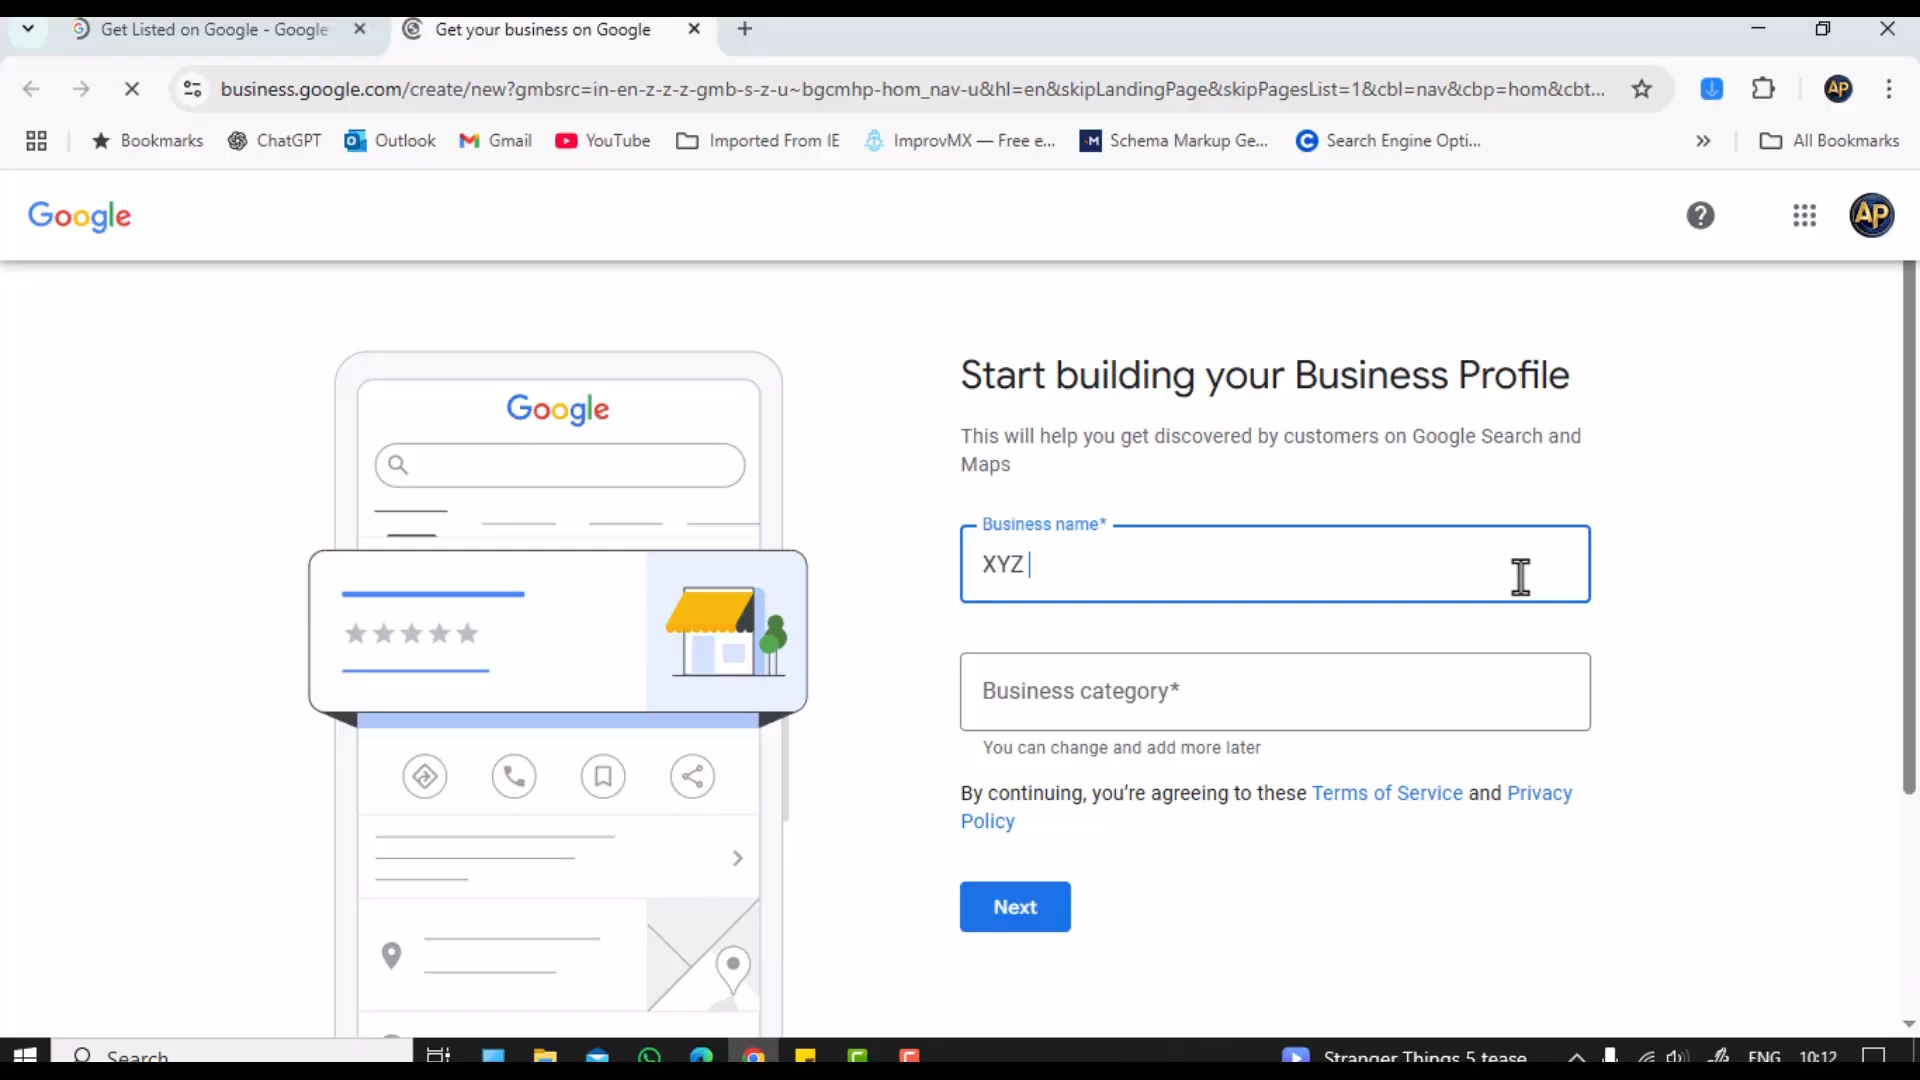 Get Listed on Google - Google
Get your business on Google
business.google.com/create/new?gmbsrc=in-en-z-z-z-gmb-s-z-u~bgcmhp-hom_nav-u&hl=en&skipLandingPage&skipPagesList=1&cbl=nav&cbp=hom&cbt...
AP
Bookmarks
ChatGPT
Outlook
Gmail
YouTube
Imported From IE
ImprovMX — Free e...
Schema Markup Ge...
Search Engine Opti...
All Bookmarks
Google
AP
Google
Start building your Business Profile
This will help you get discovered by customers on Google Search and
Maps
Business name*
XYZ
Business category*
You can change and add more later
By continuing, you’re agreeing to these Terms of Service and Privacy
Policy
Next
Search
Stranger Things 5 tease
ENG
10:12